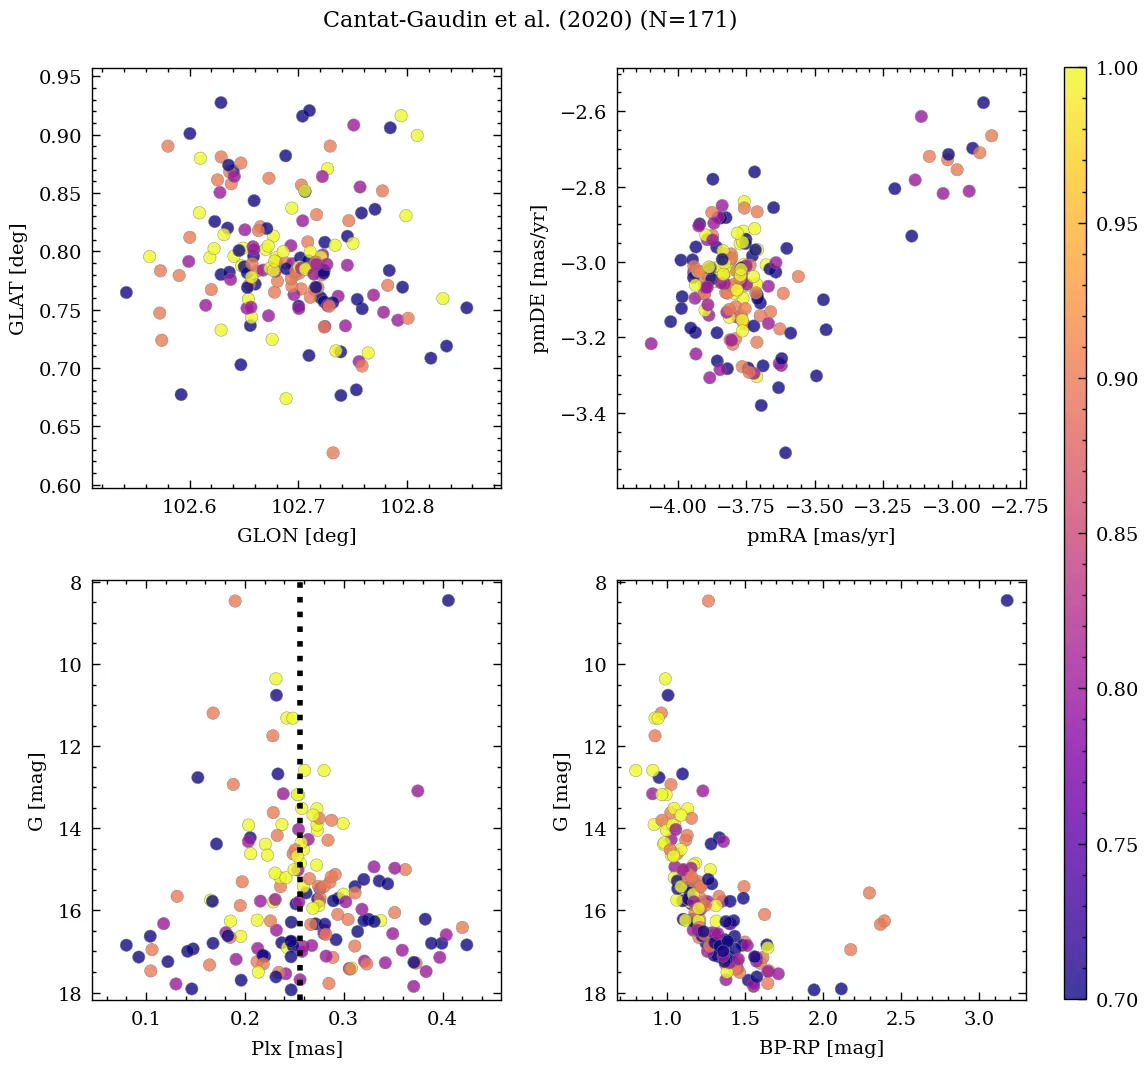 Cantat-Gaudin et al. (2020) (N=171)
0.95
0.90
0.85
0.80
0.75
0.70
0.65
0.60
GLAT [deg]
102.6 102.7 102.8
GLON [deg]
−2.6
−2.8
−3.0
−3.2
−3.4
pmDE [mas/yr]
−4.00 −3.75 −3.50 −3.25 −3.00 −2.75
pmRA [mas/yr]
8
10
12
14
16
18
G [mag]
0.1 0.2 0.3 0.4
Plx [mas]
8
10
12
14
16
18
G [mag]
1.0 1.5 2.0 2.5 3.0
BP-RP [mag]
1.00
0.95
0.90
0.85
0.80
0.75
0.70